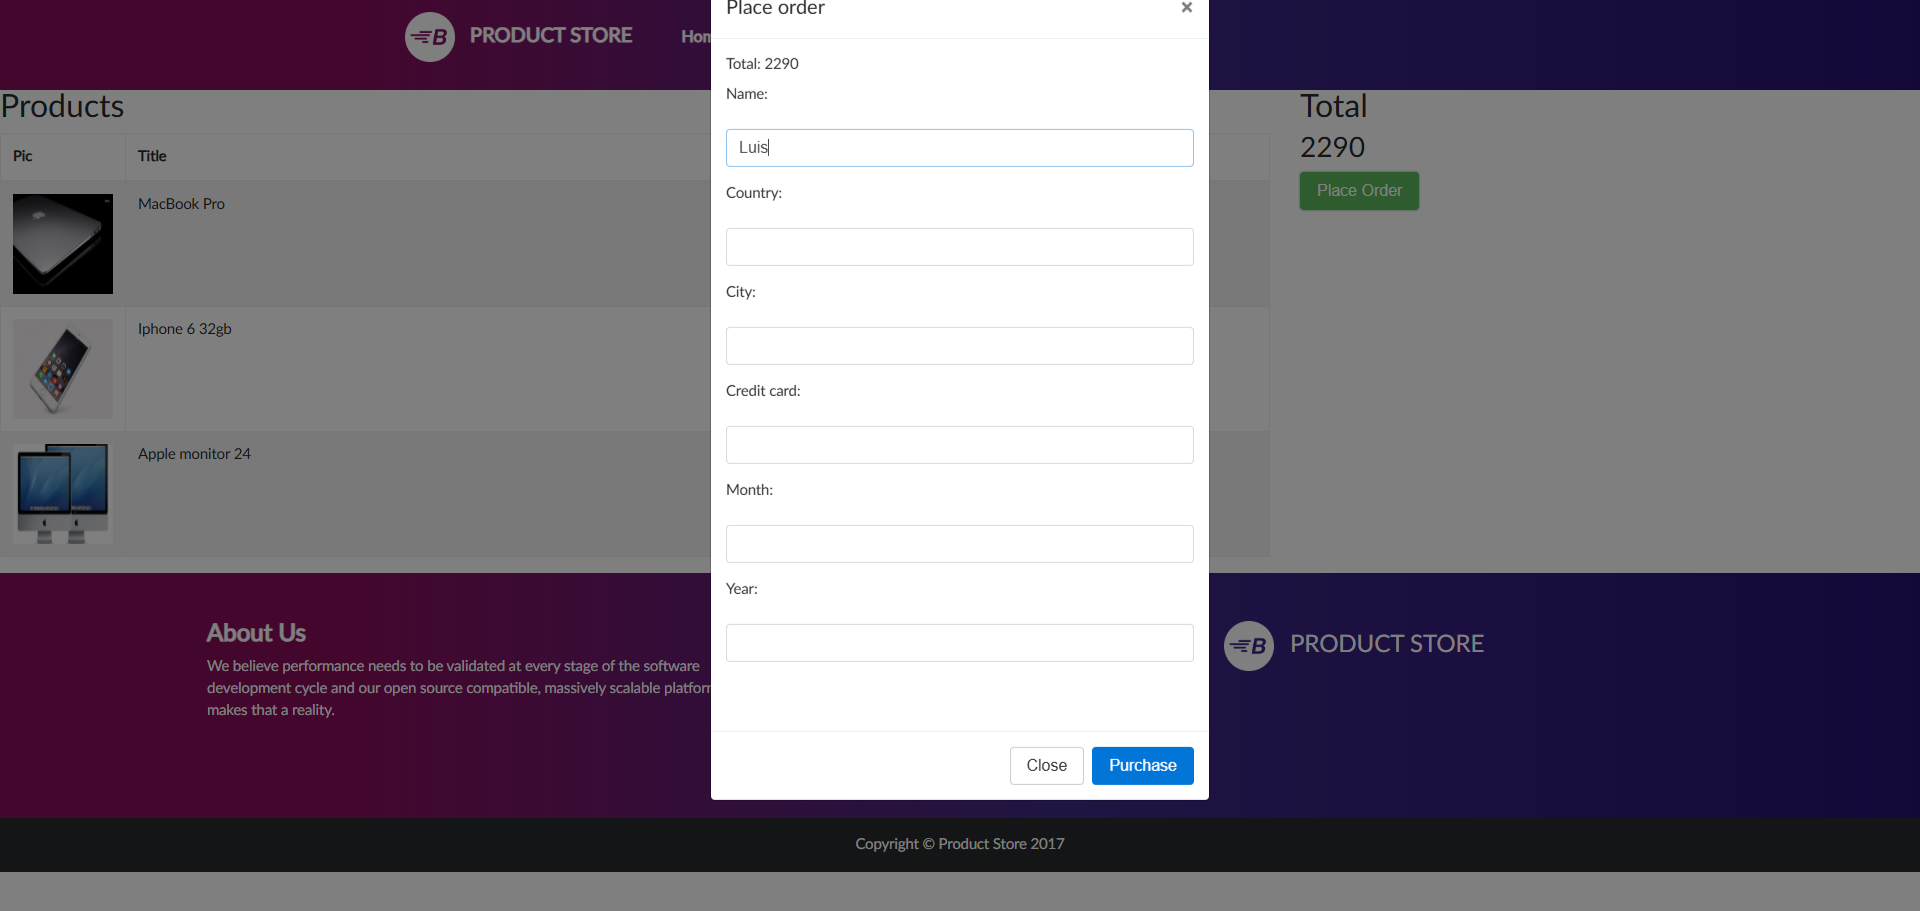 B PRODUCT STORE Hom
Products
Pic Title
MacBook Pro
Iphone 6 32gb
Apple monitor 24
Place order ×
Total: 2290
Name:
Luis
Country:
City:
Credit card:
Month:
Year:
Close Purchase
Total
2290
Place Order
About Us
We believe performance needs to be validated at every stage of the software
development cycle and our open source compatible, massively scalable platform
makes that a reality.
B PRODUCT STORE
Copyright © Product Store 2017